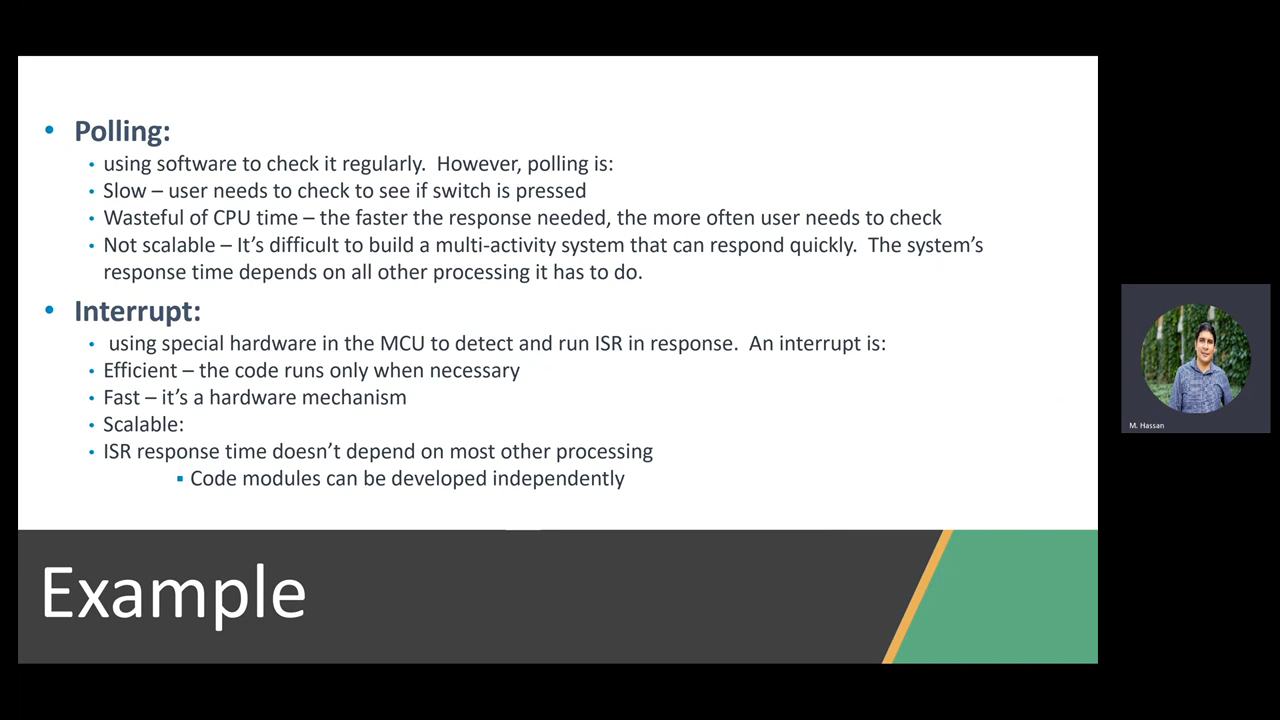 • Polling:
• using software to check it regularly.  However, polling is:
• Slow – user needs to check to see if switch is pressed
• Wasteful of CPU time – the faster the response needed, the more often user needs to check
• Not scalable – It’s difficult to build a multi-activity system that can respond quickly.  The system’s
response time depends on all other processing it has to do.
• Interrupt:
• using special hardware in the MCU to detect and run ISR in response.  An interrupt is:
• Efficient – the code runs only when necessary
• Fast – it’s a hardware mechanism
• Scalable:
• ISR response time doesn’t depend on most other processing
▪ Code modules can be developed independently
Example
M. Hassan